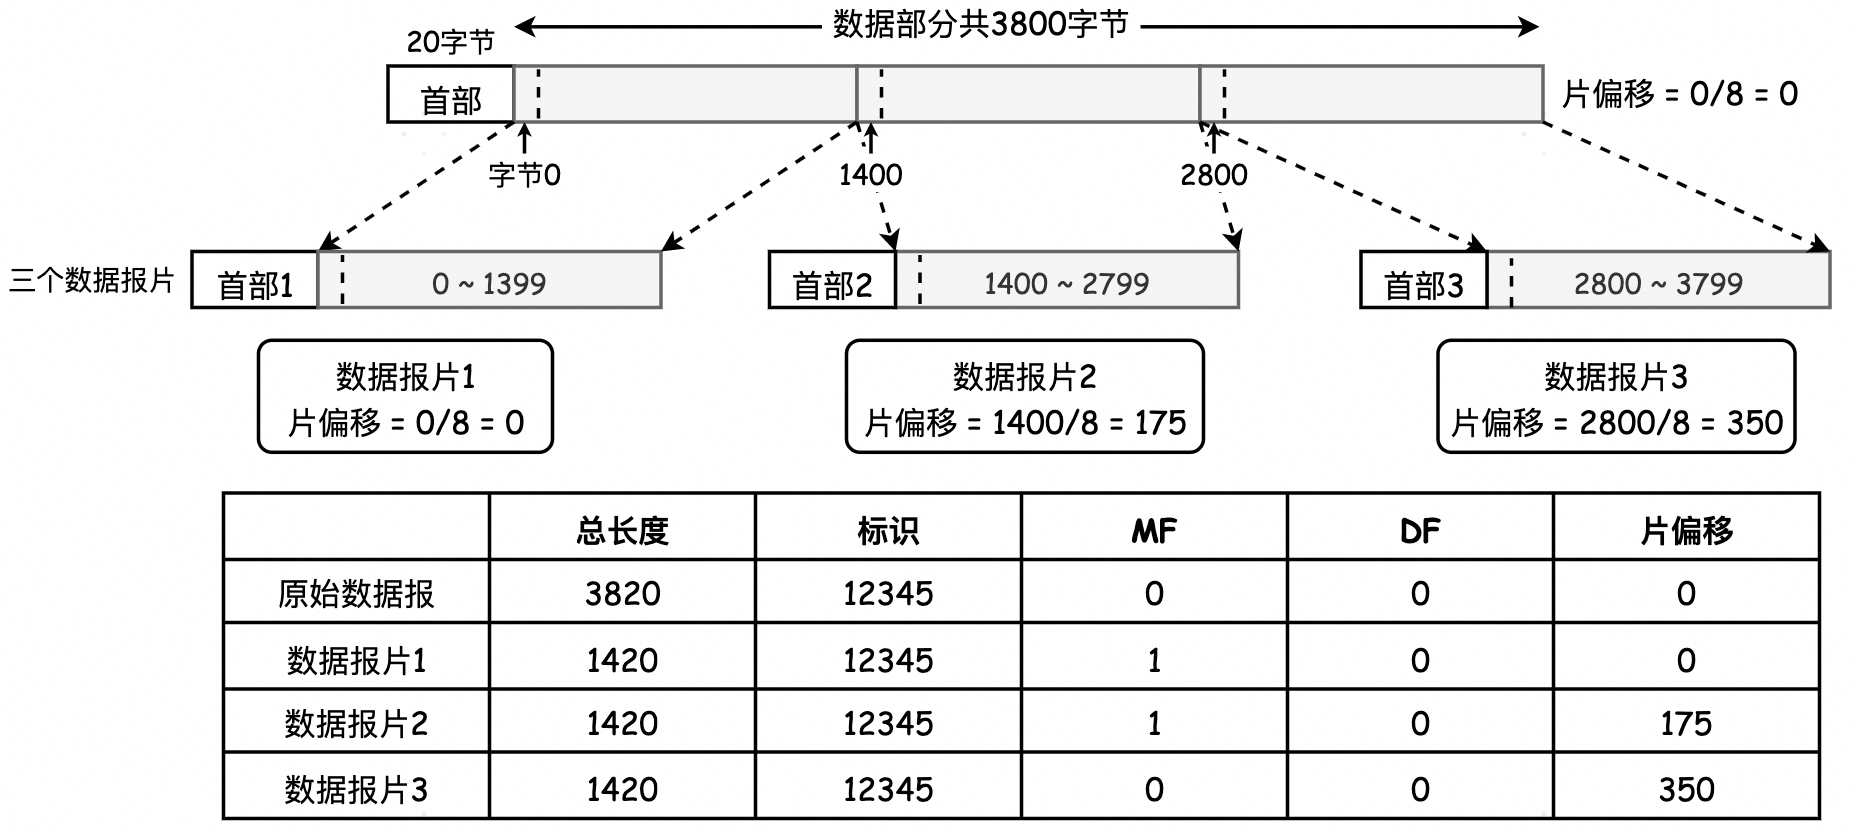 数据部分共3800字节
20字节
首部
片偏移 = 0/8 = 0
字节0
1400
2800
三个数据报片
首部1
0 ~ 1399
首部2
1400 ~ 2799
首部3
2800 ~ 3799
数据报片1
片偏移 = 0/8 = 0
数据报片2
片偏移 = 1400/8 = 175
数据报片3
片偏移 = 2800/8 = 350
总长度 标识 MF DF 片偏移
原始数据报 3820 12345 0 0 0
数据报片1 1420 12345 1 0 0
数据报片2 1420 12345 1 0 175
数据报片3 1420 12345 0 0 350